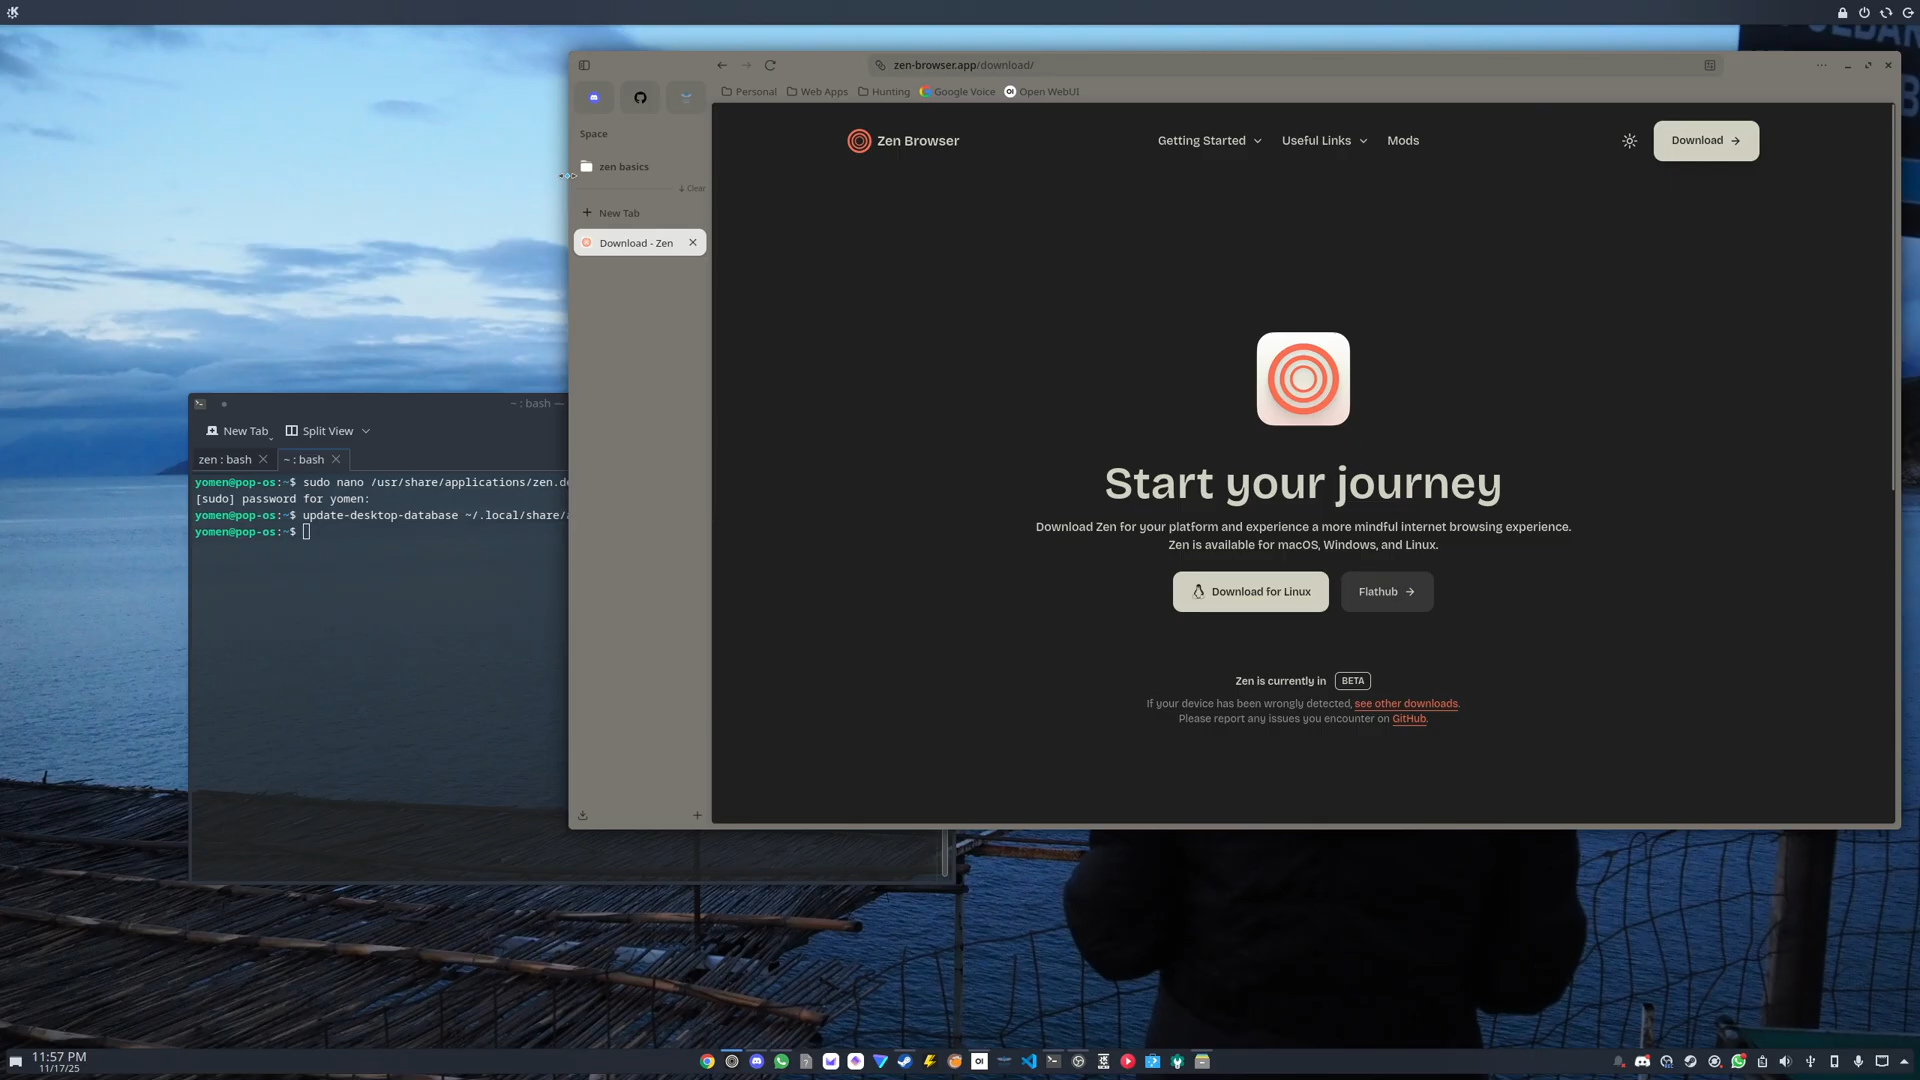 zen-browser.app/download/
Personal Web Apps Hunting Google Voice OI Open WebUI
Space
zen basics
Clear
New Tab
Download - Zen
Zen Browser
Getting Started Useful Links Mods
Download
Start your journey
Download Zen for your platform and experience a more mindful internet browsing experience.
Zen is available for macOS, Windows, and Linux.
Download for Linux Flathub
Zen is currently in BETA
If your device has been wrongly detected, see other downloads.
Please report any issues you encounter on GitHub.
~ : bash —
New Tab Split View
zen : bash ~ : bash
yomen@pop-os:~$ sudo nano /usr/share/applications/zen.de
[sudo] password for yomen:
yomen@pop-os:~$ update-desktop-database ~/.local/share/a
yomen@pop-os:~$
11:57 PM
11/17/25
OI